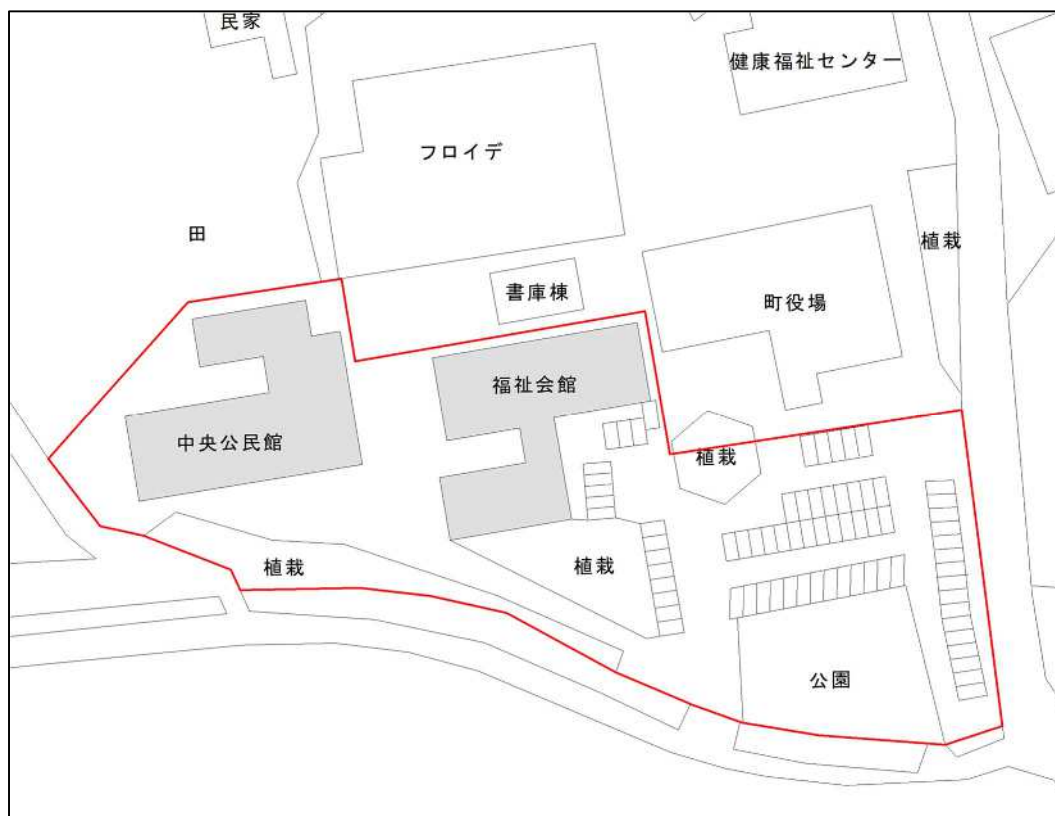 民家
健康福祉センター
フロイデ
田
植栽
書庫棟
町役場
福祉会館
中央公民館
植栽
植栽
植栽
公園